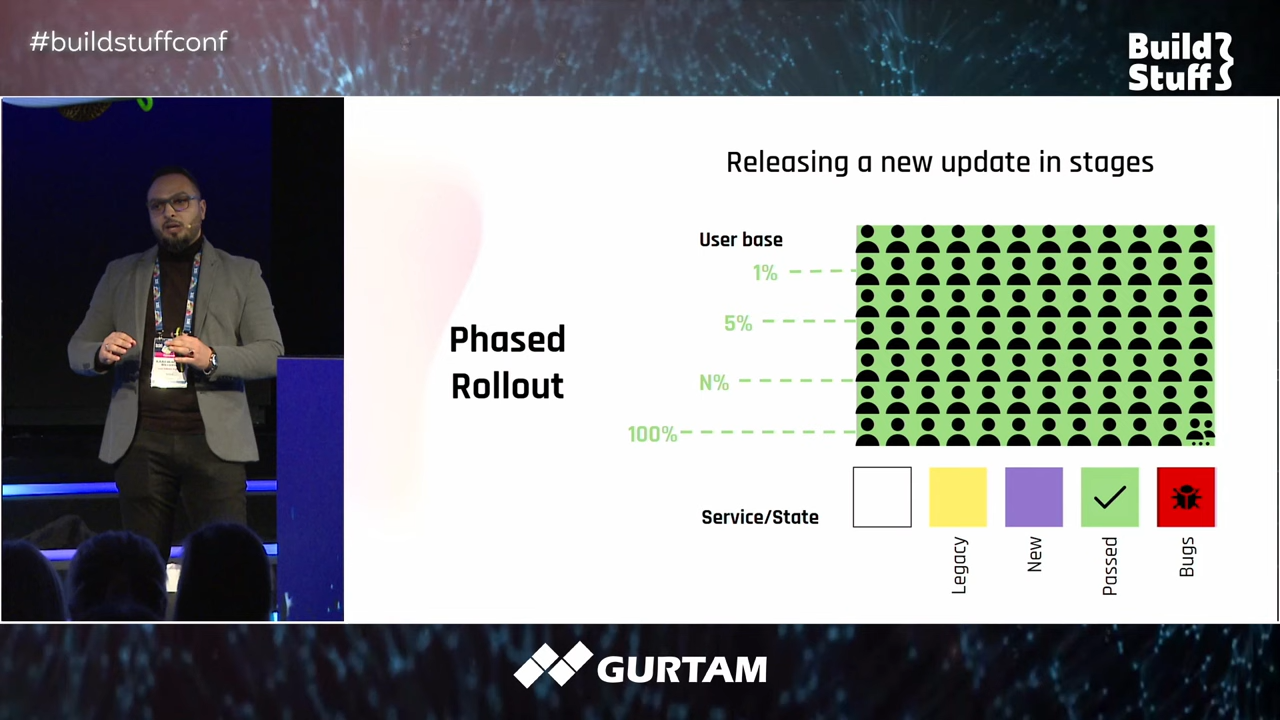 #buildstuffconf
Build
Stuff
Releasing a new update in stages
User base
1%
5%
N%
100%
Phased
Rollout
Service/State
Legacy
New
Passed
Bugs
GURTAM